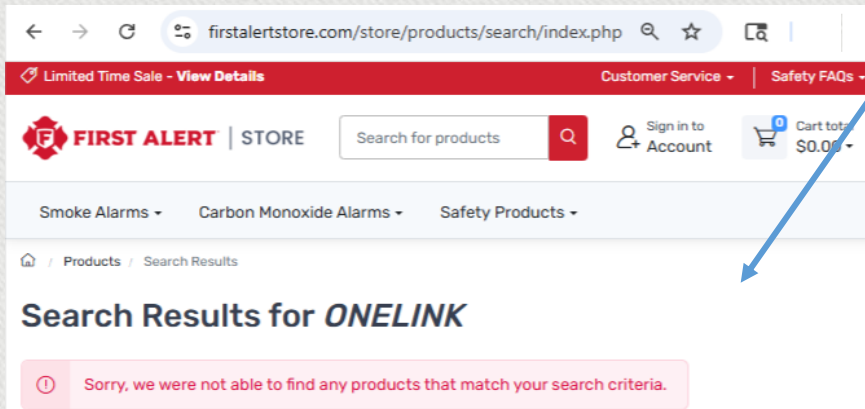 firstalertstore.com/store/products/search/index.php
Limited Time Sale - View Details Customer Service Safety FAQs
FIRST ALERT | STORE Search for products Sign in to Account 0 Cart total $0.00
Smoke Alarms Carbon Monoxide Alarms Safety Products
/ Products / Search Results
Search Results for ONELINK
Sorry, we were not able to find any products that match your search criteria.